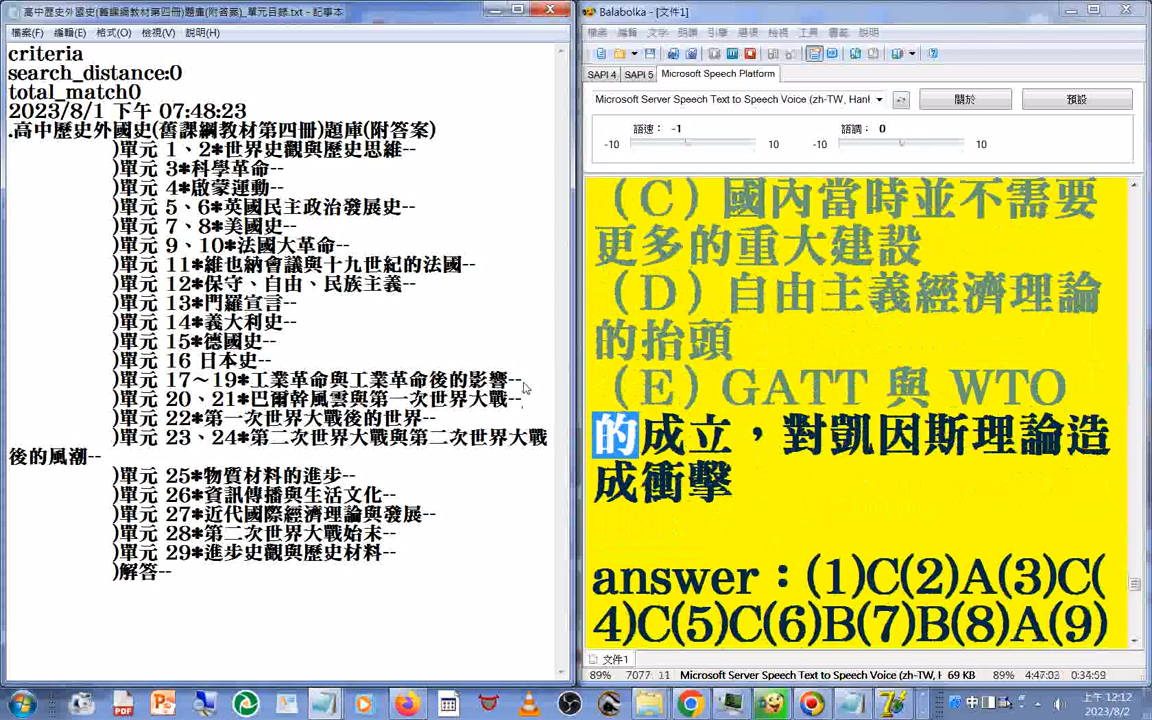 高中歷史外國史(舊課綱教材第四冊)題庫(附答案)_單元目錄.txt - 記事本
檔案(F) 編輯(E) 格式(O) 檢視(V) 說明(H)
criteria
search_distance:0
total_match0
2023/8/1 下午 07:48:23
.高中歷史外國史(舊課綱教材第四冊)題庫(附答案)
)單元 1、2*世界史觀與歷史思維--
)單元 3*科學革命--
)單元 4*啟蒙運動--
)單元 5、6*英國民主政治發展史--
)單元 7、8*美國史--
)單元 9、10*法國大革命--
)單元 11*維也納會議與十九世紀的法國--
)單元 12*保守、自由、民族主義--
)單元 13*門羅宣言--
)單元 14*義大利史--
)單元 15*德國史--
)單元 16 日本史--
)單元 17～19*工業革命與工業革命後的影響--
)單元 20、21*巴爾幹風雲與第一次世界大戰--
)單元 22*第一次世界大戰後的世界--
)單元 23、24*第二次世界大戰與第二次世界大戰
後的風潮--
)單元 25*物質材料的進步--
)單元 26*資訊傳播與生活文化--
)單元 27*近代國際經濟理論與發展--
)單元 28*第二次世界大戰始末--
)單元 29*進步史觀與歷史材料--
)解答--
Balabolka - [文件1]
檔案 編輯 文字 朗讀 引擎 選項 檢視 工具 書籤 說明
SAPI 4 SAPI 5 Microsoft Speech Platform
Microsoft Server Speech Text to Speech Voice (zh-TW, HanH 關於 預設
語速： -1 語調： 0
-10 10 -10 10
（C）國內當時並不需要
更多的重大建設
（D）自由主義經濟理論
的抬頭
（E）GATT 與 WTO
的成立，對凱因斯理論造
成衝擊
answer：(1)C(2)A(3)C(
4)C(5)C(6)B(7)B(8)A(9)
文件1
89% 7077: 11 Microsoft Server Speech Text to Speech Voice (zh-TW, H 69 KB 89% 4:47:03 0:34:59
中
上午 12:12
2023/8/2